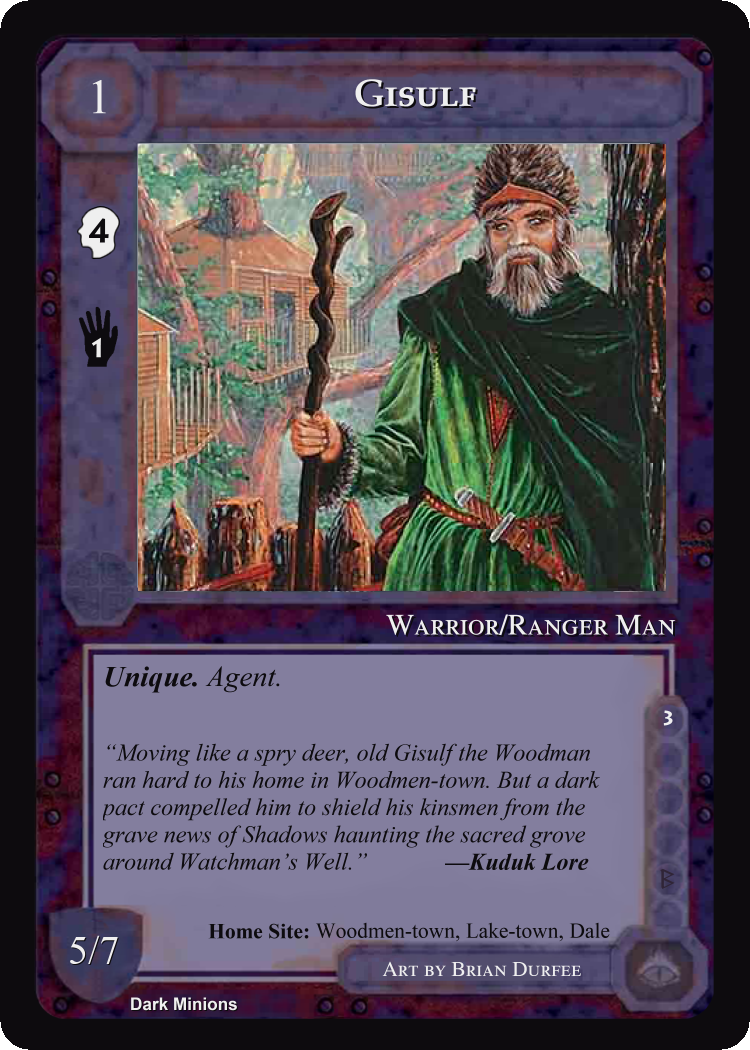 1
Gisulf
4
1
Warrior/Ranger Man
Unique. Agent.
3
“Moving like a spry deer, old Gisulf the Woodman
ran hard to his home in Woodmen-town. But a dark
pact compelled him to shield his kinsmen from the
grave news of Shadows haunting the sacred grove
around Watchman’s Well.” —Kuduk Lore
Home Site: Woodmen-town, Lake-town, Dale
5/7
Art by Brian Durfee
Dark Minions